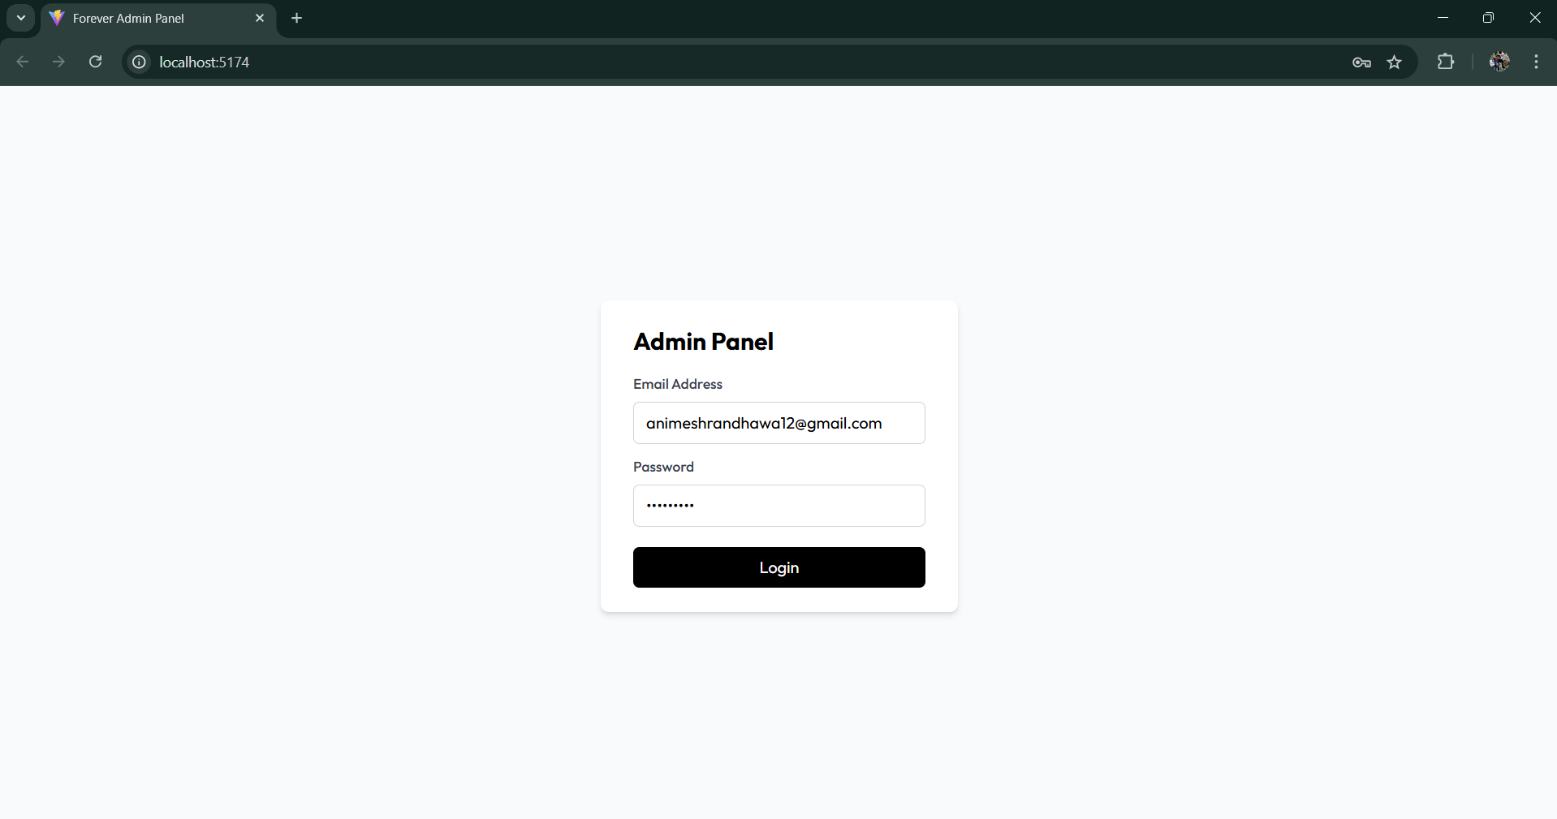 Forever Admin Panel
localhost:5174
Admin Panel
Email Address
animeshrandhawa12@gmail.com
Password
•••••••••
Login